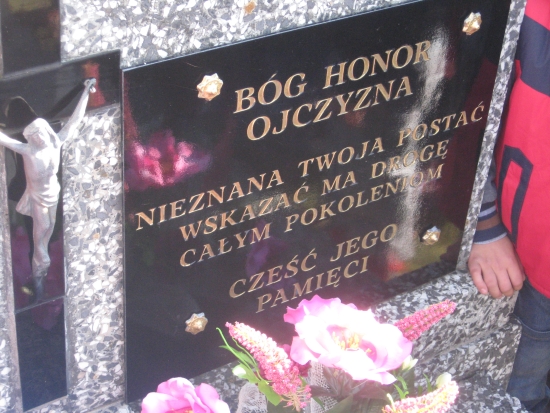 BÓG HONOR
OJCZYZNA
NIEZNANA TWOJA POSTAĆ
WSKAZAĆ MA DROGĘ
CAŁYM POKOLENIOM
CZEŚĆ JEGO
PAMIĘCI